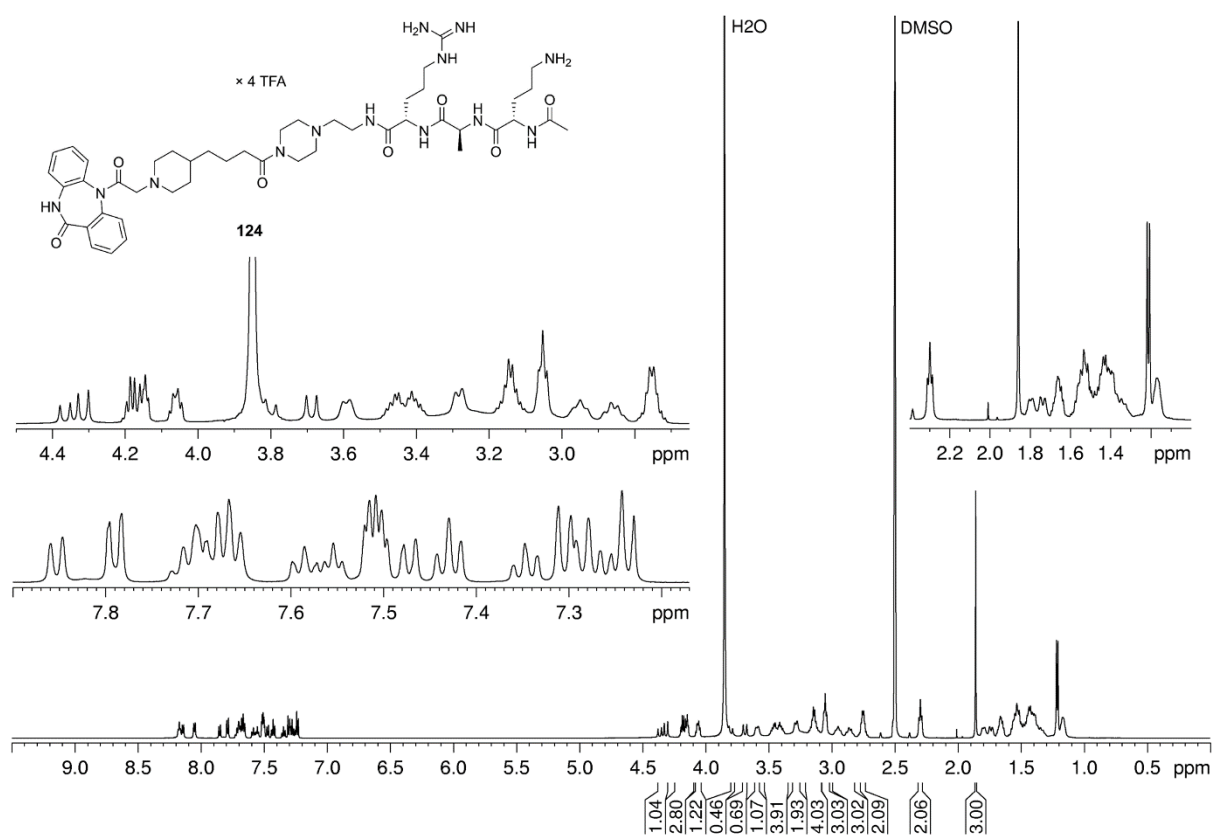 H2O
DMSO
× 4 TFA
H2N NH
NH
NH2
O H N O H N O
N N H N H N H
O O
N N
O O
N N
HN
O
124
4.4 4.2 4.0 3.8 3.6 3.4 3.2 3.0 ppm
2.2 2.0 1.8 1.6 1.4 ppm
7.8 7.7 7.6 7.5 7.4 7.3 ppm
9.0 8.5 8.0 7.5 7.0 6.5 6.0 5.5 5.0 4.5 4.0 3.5 3.0 2.5 2.0 1.5 1.0 0.5 ppm
1.04 2.80 1.22 0.46 0.69 1.07 3.91 1.93 4.03 3.03 3.02 2.09 2.06 3.00